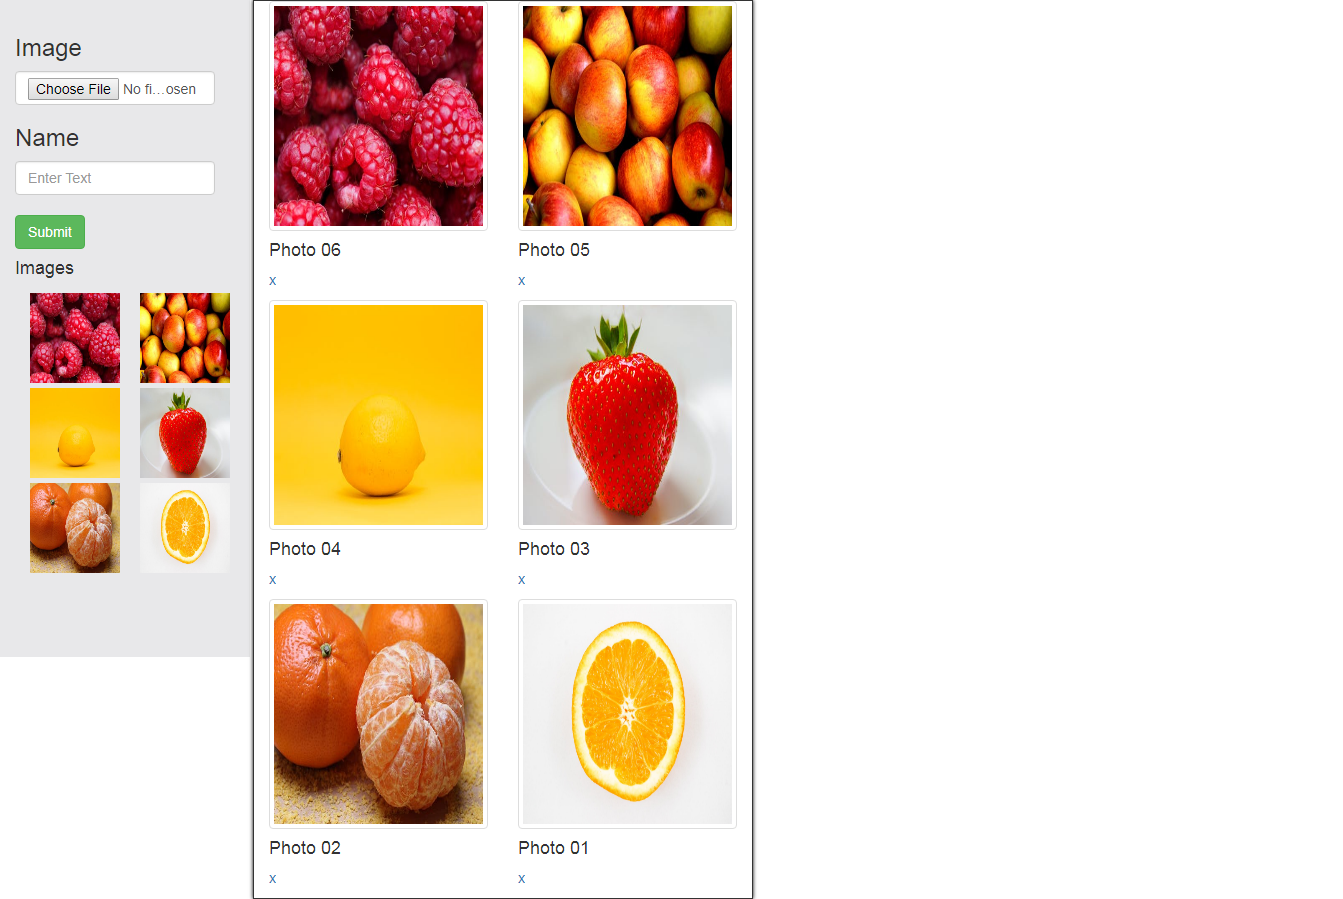 Image
Choose File No fi...osen
Name
Enter Text
Submit
Images
Photo 06
Photo 05
x
x
Photo 04
Photo 03
x
x
Photo 02
Photo 01
x
x